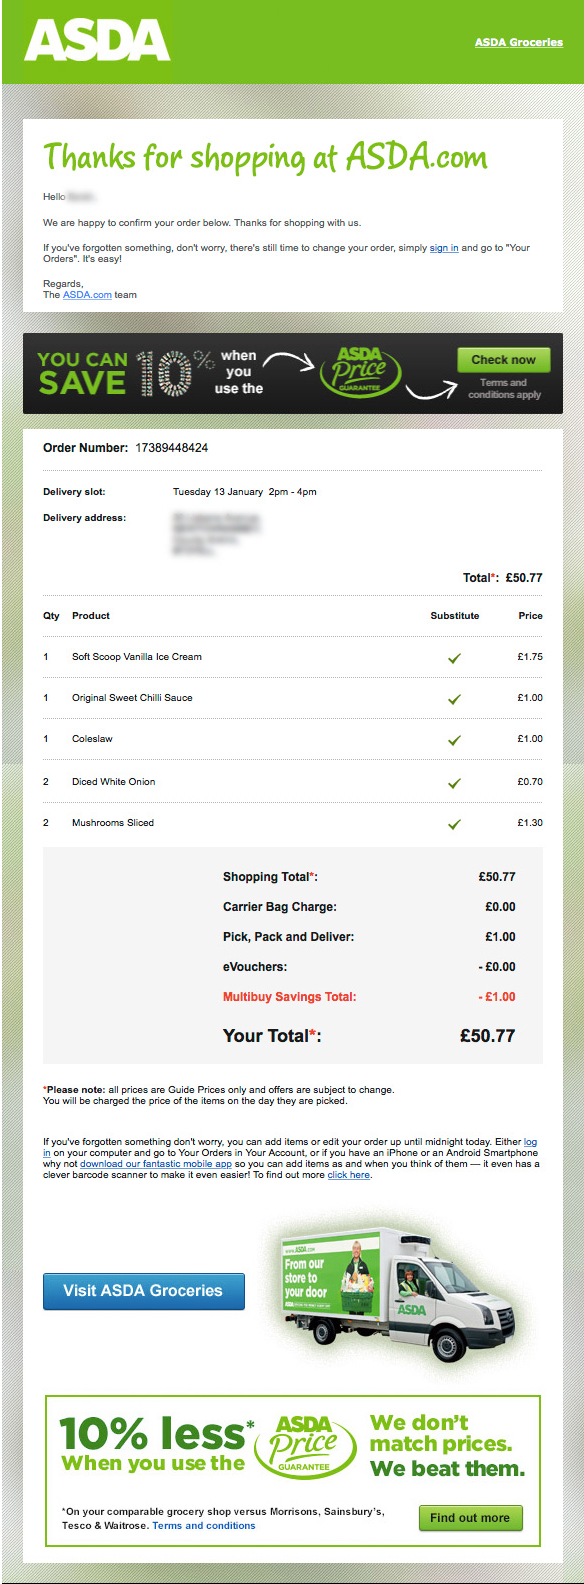 ASDA
ASDA Groceries
Thanks for shopping at ASDA.com
Hello
We are happy to confirm your order below. Thanks for shopping with us.
If you've forgotten something, don't worry, there's still time to change your order, simply sign in and go to "Your
Orders". It's easy!
Regards,
The ASDA.com team
YOU CAN
SAVE
10%
when
you
use the
ASDA
Price
GUARANTEE
Check now
Terms and
conditions apply
Order Number: 17389448424
Delivery slot: Tuesday 13 January 2pm - 4pm
Delivery address:
Total*: £50.77
Qty Product Substitute Price
1 Soft Scoop Vanilla Ice Cream £1.75
1 Original Sweet Chilli Sauce £1.00
1 Coleslaw £1.00
2 Diced White Onion £0.70
2 Mushrooms Sliced £1.30
Shopping Total*: £50.77
Carrier Bag Charge: £0.00
Pick, Pack and Deliver: £1.00
eVouchers: - £0.00
Multibuy Savings Total: - £1.00
Your Total*: £50.77
*Please note: all prices are Guide Prices only and offers are subject to change.
You will be charged the price of the items on the day they are picked.
If you've forgotten something don't worry, you can add items or edit your order up until midnight today. Either log
in on your computer and go to Your Orders in Your Account, or if you have an iPhone or an Android Smartphone
why not download our fantastic mobile app so you can add items as and when you think of them — it even has a
clever barcode scanner to make it even easier! To find out more click here.
Visit ASDA Groceries
www.ASDA.com
From our
store to
your door
ASDA
ASDA
10% less*
When you use the
ASDA
Price
GUARANTEE
We don't
match prices.
We beat them.
*On your comparable grocery shop versus Morrisons, Sainsbury's,
Tesco & Waitrose. Terms and conditions
Find out more